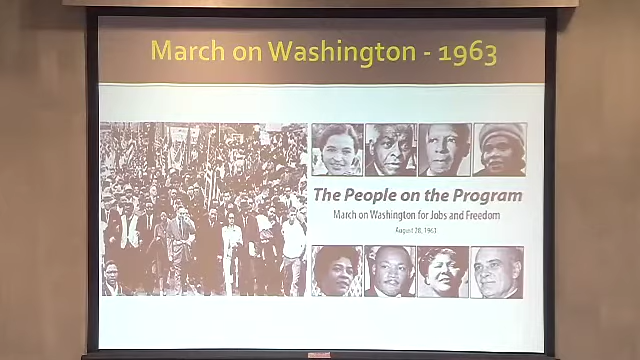 March on Washington - 1963
The People on the Program
March on Washington for Jobs and Freedom
August 28, 1963